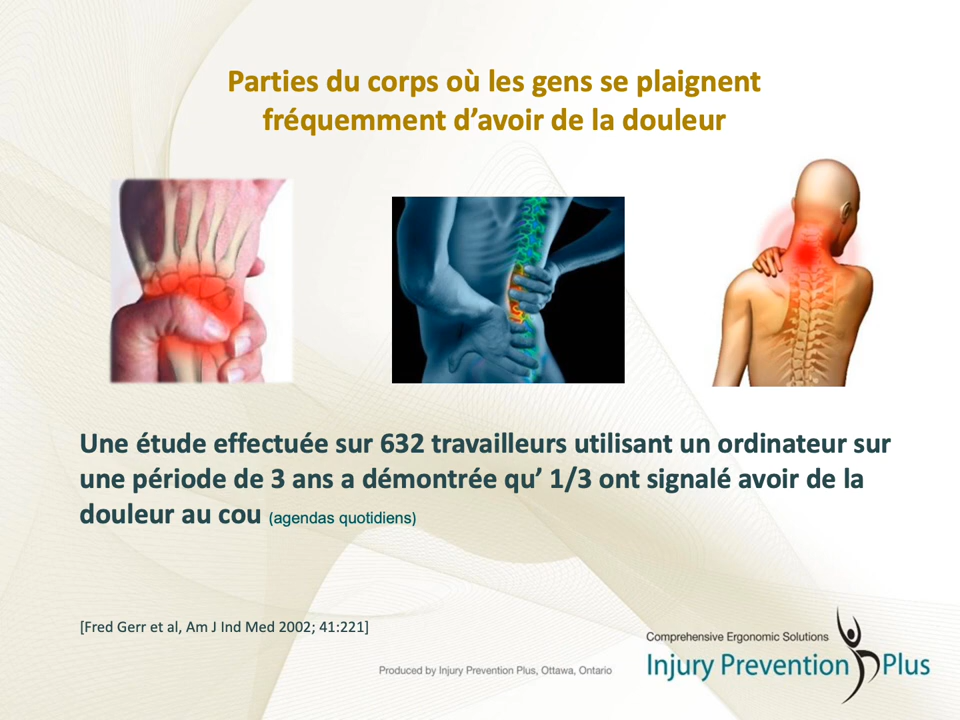 Parties du corps où les gens se plaignent
fréquemment d’avoir de la douleur
Une étude effectuée sur 632 travailleurs utilisant un ordinateur sur
une période de 3 ans a démontrée qu’ 1/3 ont signalé avoir de la
douleur au cou (agendas quotidiens)
[Fred Gerr et al, Am J Ind Med 2002; 41:221]
Produced by Injury Prevention Plus, Ottawa, Ontario
Comprehensive Ergonomic Solutions
Injury Prevention Plus